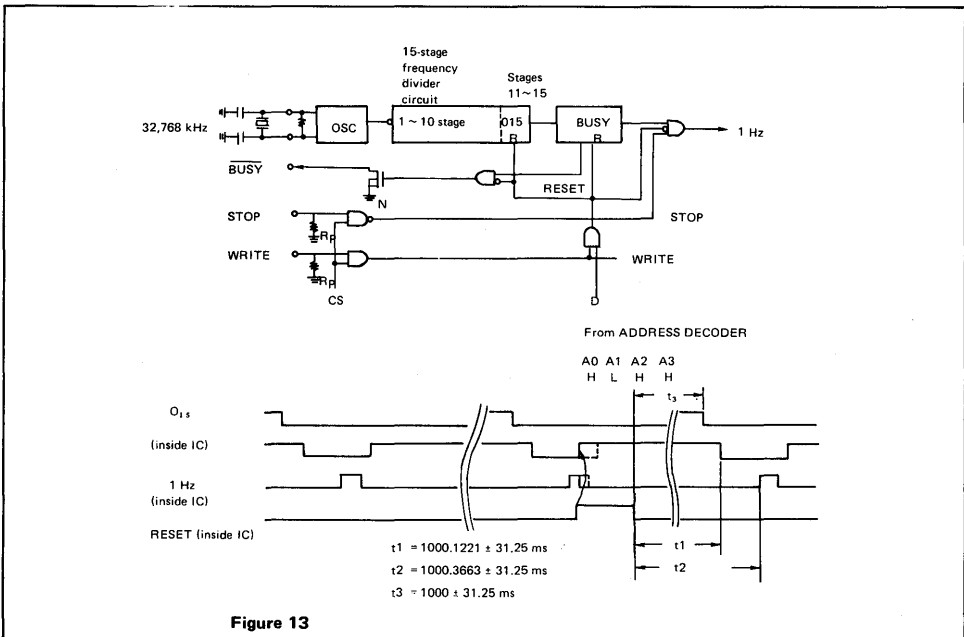 15-stage
frequency
divider
circuit
Stages
11~15
32,768 kHz
OSC
1 ~ 10 stage
015
R
BUSY
R
1 Hz
BUSY
N
RESET
STOP
RP
STOP
WRITE
RP
WRITE
CS
D
From ADDRESS DECODER
A0 A1 A2 A3
H L H H
t3
O15
(inside IC)
1 Hz
(inside IC)
RESET (inside IC)
t1 = 1000.1221 ± 31.25 ms
t1
t2 = 1000.3663 ± 31.25 ms
t2
t3 = 1000 ± 31.25 ms
Figure 13